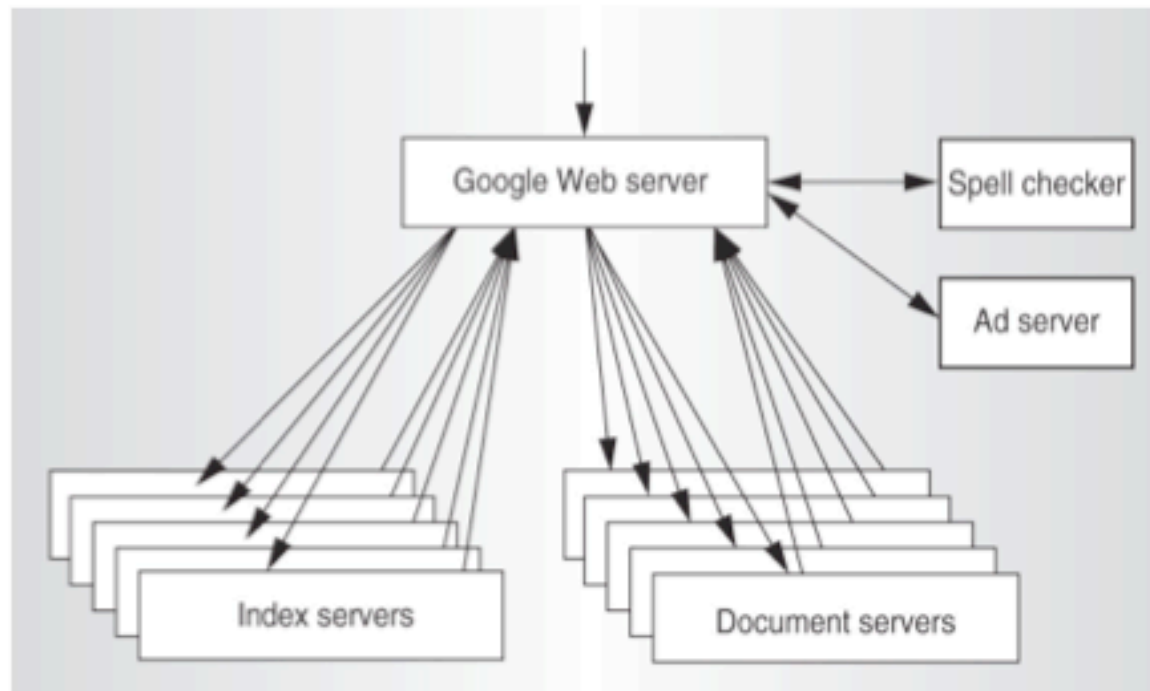 Google Web server
Spell checker
Ad server
Index servers
Document servers